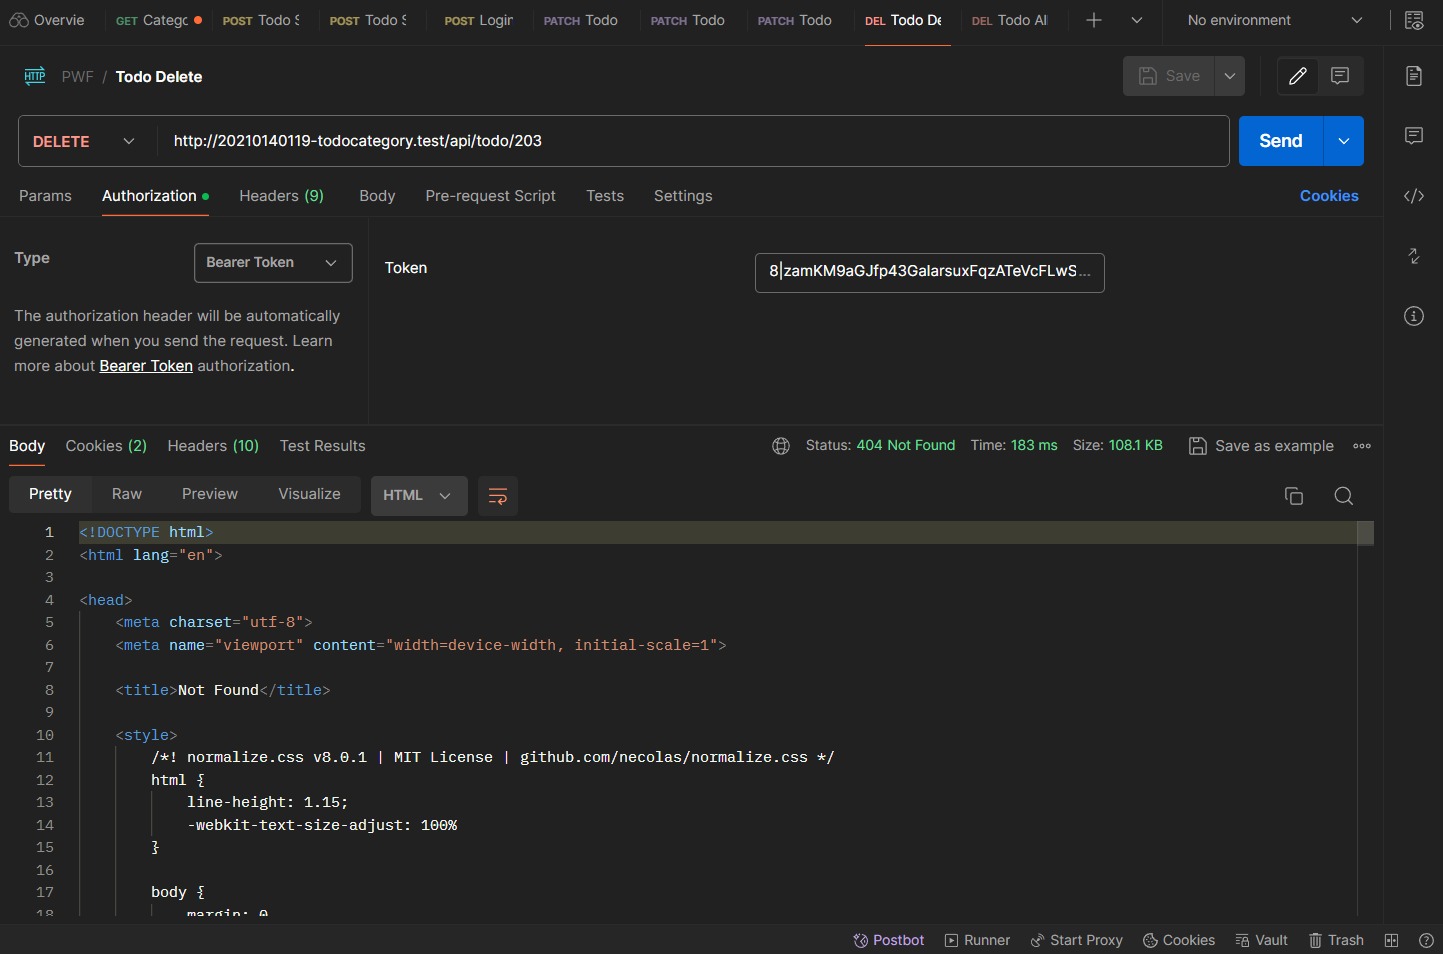 Overvie GET Categc POST Todo S POST Todo S POST Login PATCH Todo PATCH Todo PATCH Todo DEL Todo De DEL Todo Al No environment
HTTP PWF / Todo Delete Save
DELETE http://20210140119-todocategory.test/api/todo/203 Send
Params Authorization Headers (9) Body Pre-request Script Tests Settings Cookies
Type Bearer Token Token 8|zamKM9aGJfp43GalarsuxFqzATeVcFLwS...
The authorization header will be automatically
generated when you send the request. Learn
more about Bearer Token authorization.
Body Cookies (2) Headers (10) Test Results Status: 404 Not Found Time: 183 ms Size: 108.1 KB Save as example
Pretty Raw Preview Visualize HTML
1 <!DOCTYPE html>
2 <html lang="en">
3
4 <head>
5 <meta charset="utf-8">
6 <meta name="viewport" content="width=device-width, initial-scale=1">
7
8 <title>Not Found</title>
9
10 <style>
11 /*! normalize.css v8.0.1 | MIT License | github.com/necolas/normalize.css */
12 html {
13 line-height: 1.15;
14 -webkit-text-size-adjust: 100%
15 }
16
17 body {
18 margin: 0
Postbot Runner Start Proxy Cookies Vault Trash